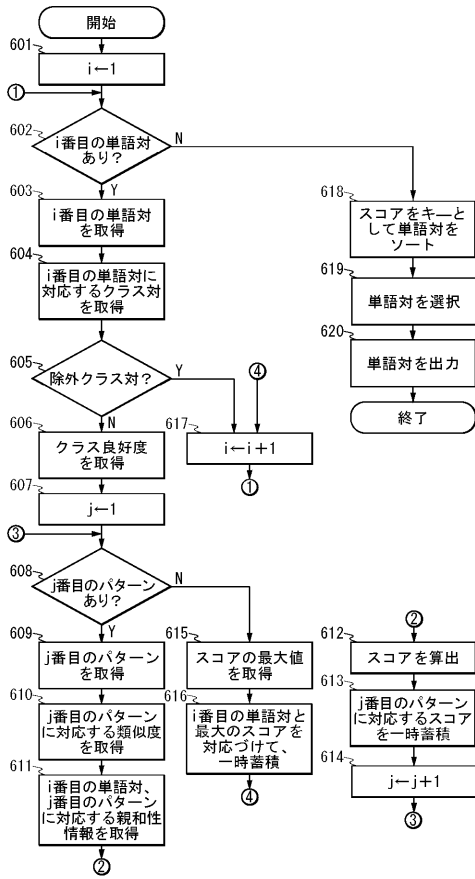 開始
601
i←1
①
602
i番目の単語対
あり?
N
Y
603
i番目の単語対
を取得
604
i番目の単語対に
対応するクラス対
を取得
605
除外クラス対?
Y
N
④
617
i←i+1
①
606
クラス良好度
を取得
607
j←1
③
608
j番目のパターン
あり?
N
Y
609
j番目のパターン
を取得
610
j番目のパターン
に対応する類似度
を取得
611
i番目の単語対、
j番目のパターン
に対応する親和性
情報を取得
②
615
スコアの最大値
を取得
616
i番目の単語対と
最大のスコアを
対応づけて、
一時蓄積
④
618
スコアをキーと
して単語対を
ソート
619
単語対を選択
620
単語対を出力
終了
②
612
スコアを算出
613
j番目のパターン
に対応するスコア
を一時蓄積
614
j←j+1
③